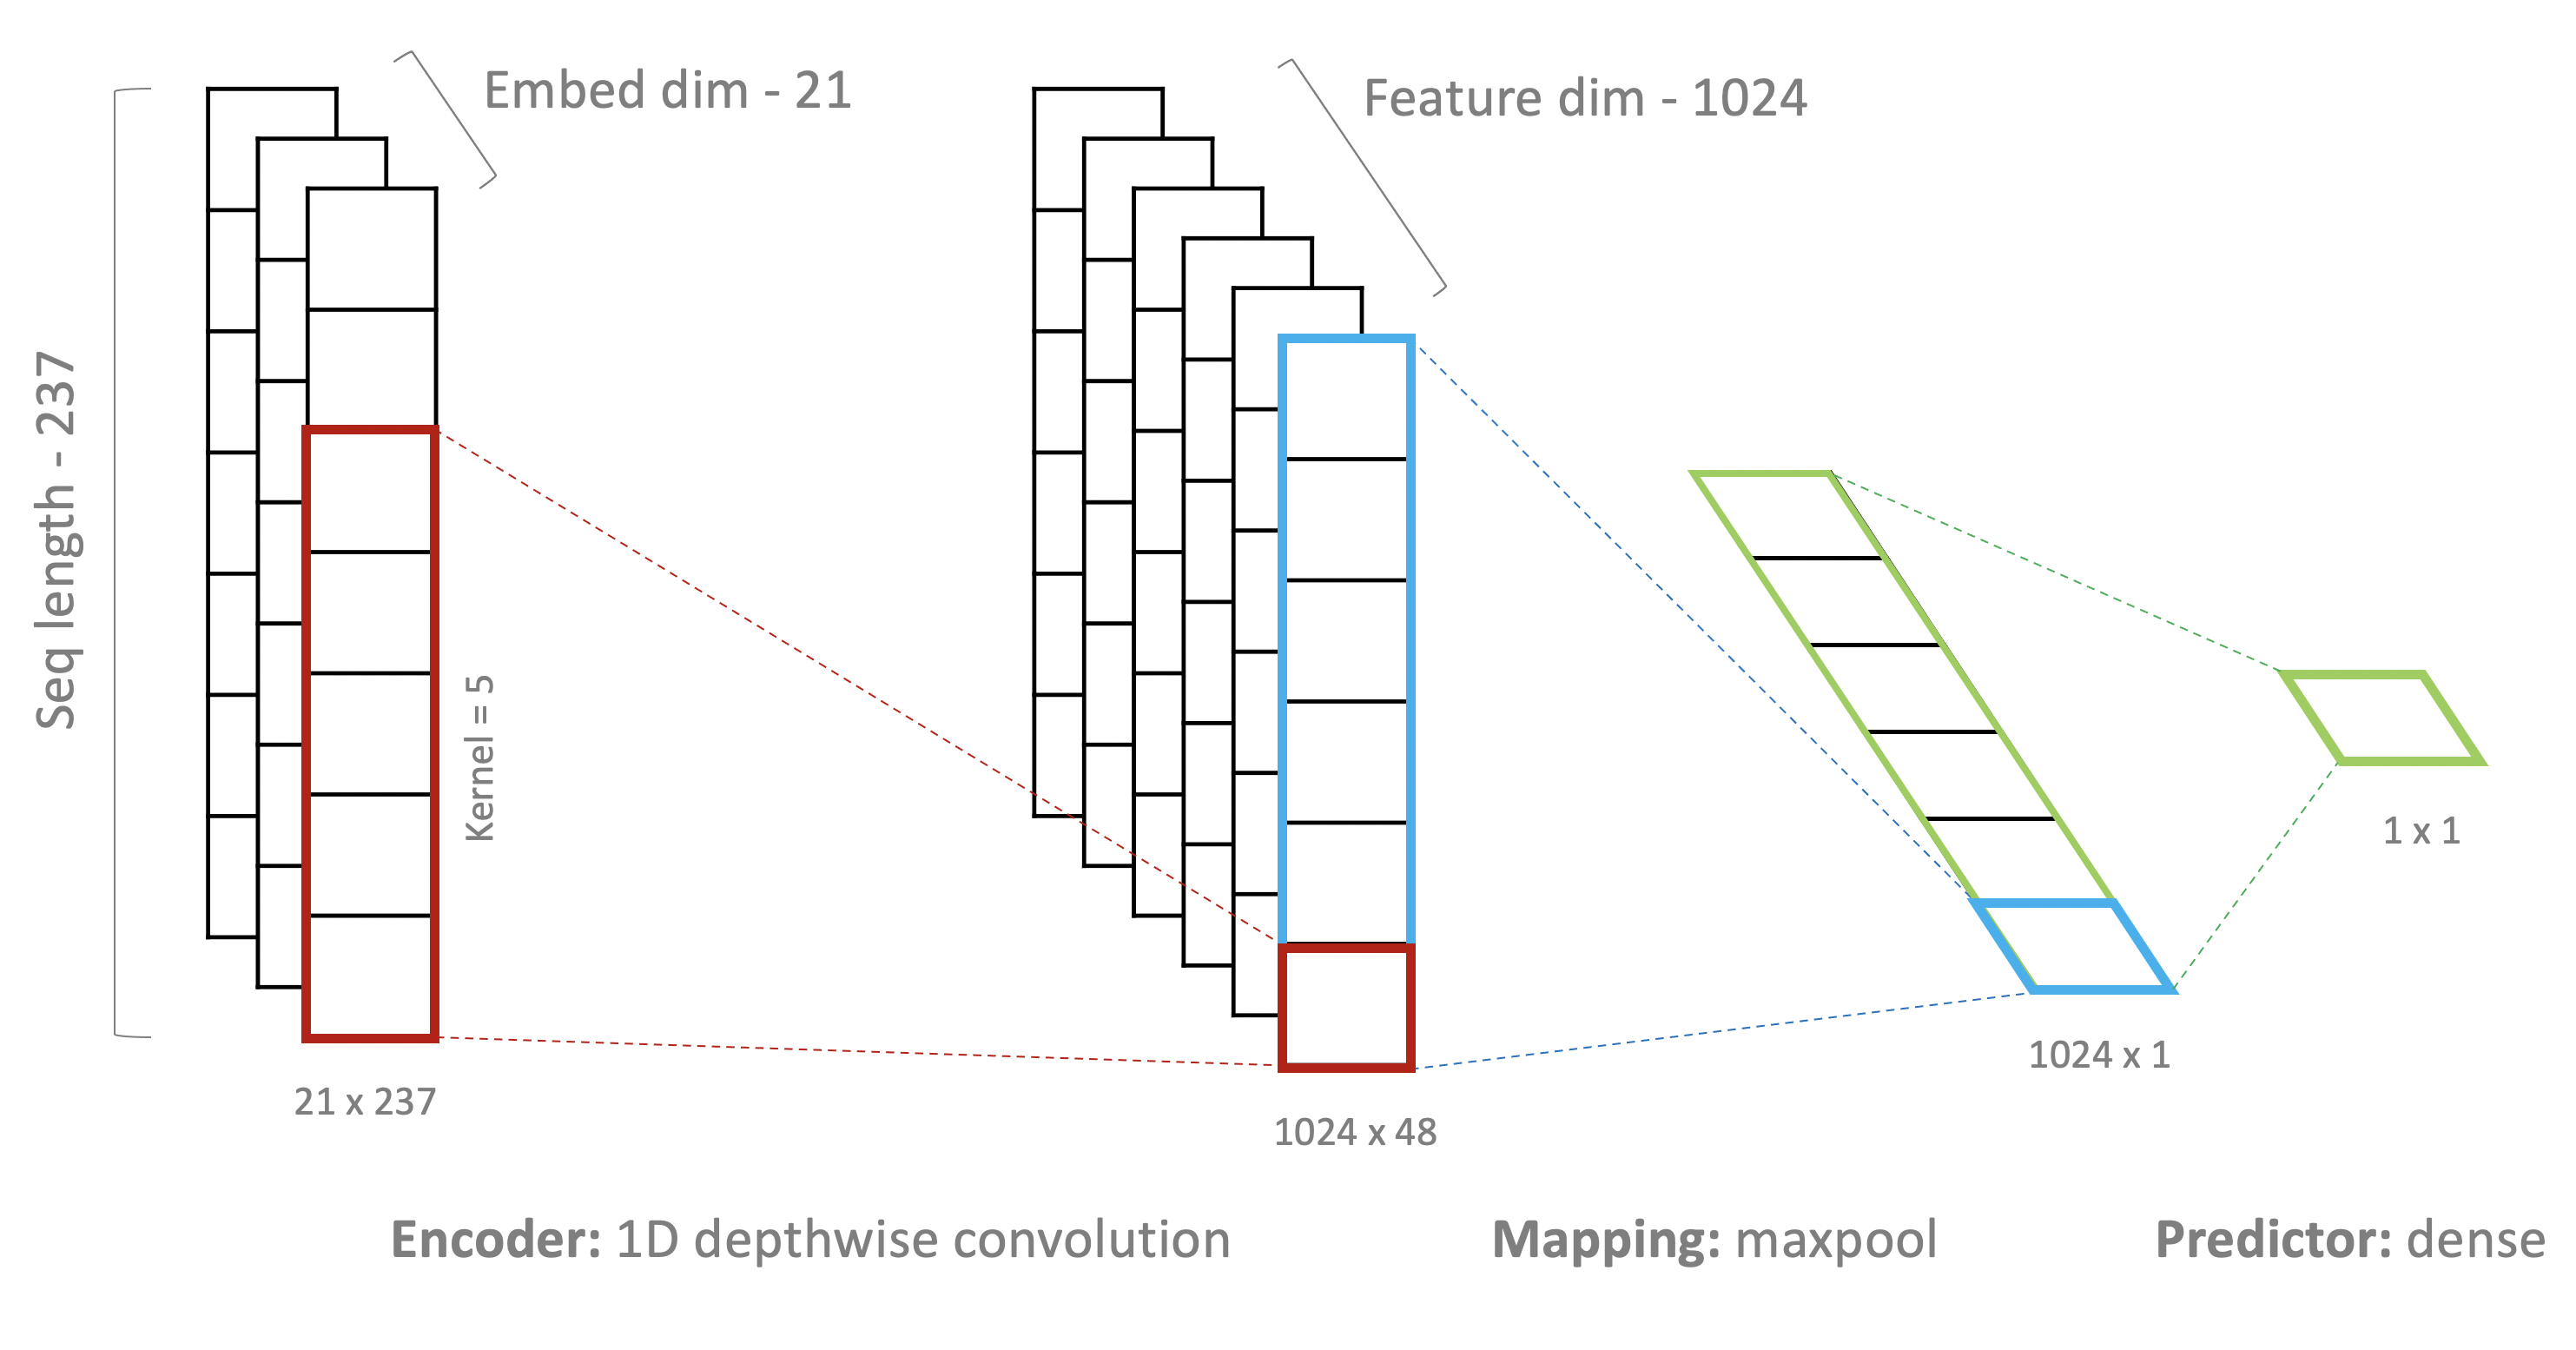 Embed dim - 21
Feature dim - 1024
Seq length - 237
Kernel = 5
1 x 1
1024 x 1
21 x 237
1024 x 48
Encoder: 1D depthwise convolution
Mapping: maxpool
Predictor: dense